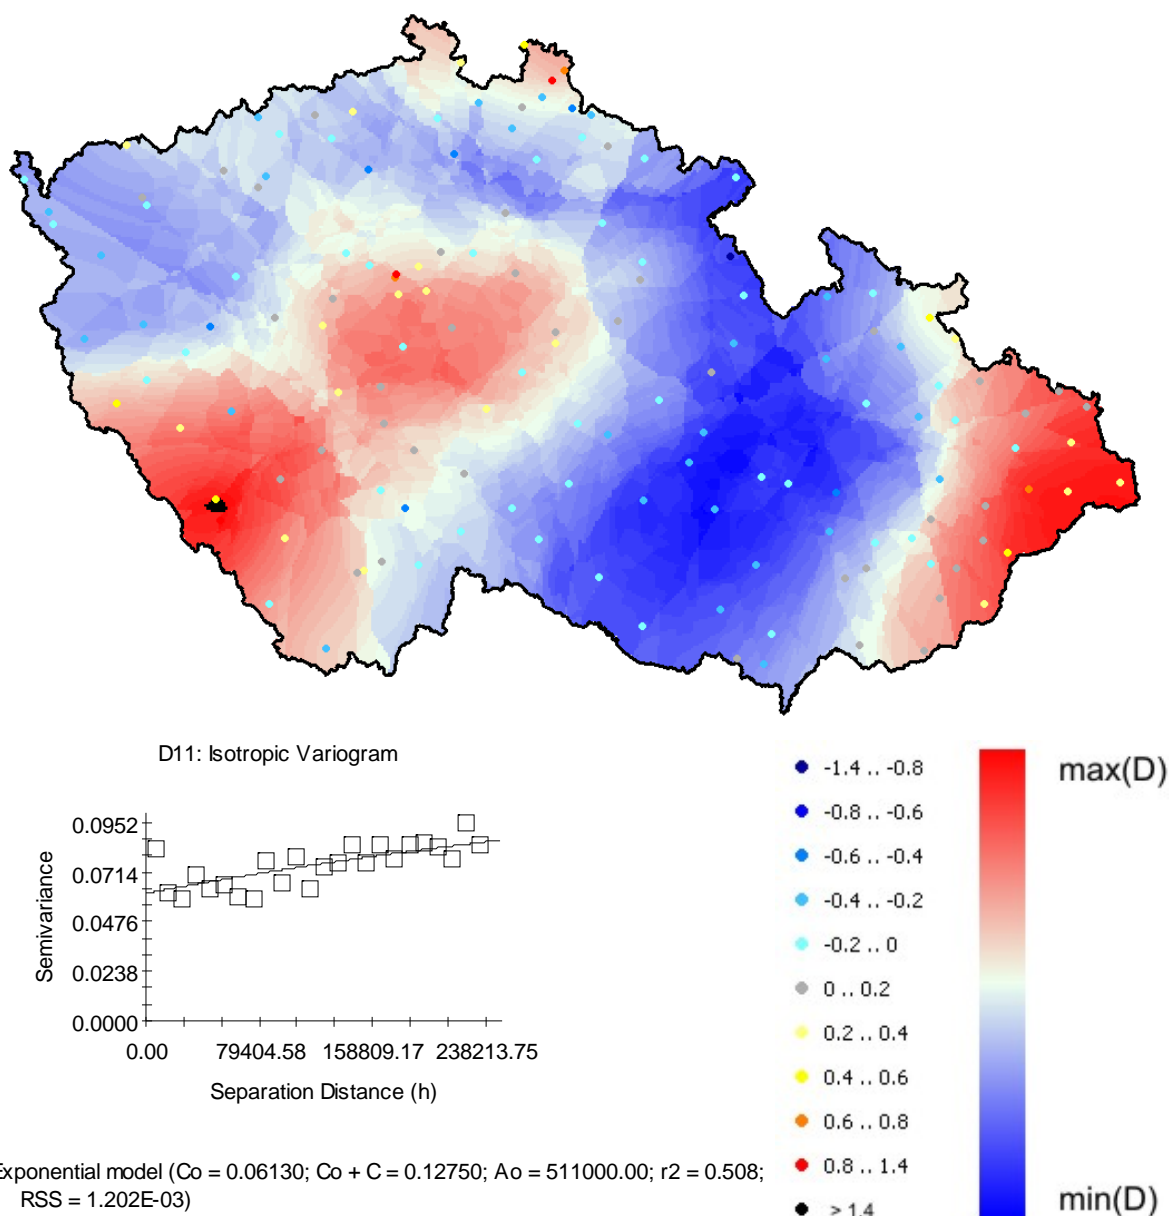 D11: Isotropic Variogram
0.0952
0.0714
0.0476
0.0238
0.0000
Semivariance
0.00 79404.58 158809.17 238213.75
Separation Distance (h)
Exponential model (Co = 0.06130; Co + C = 0.12750; Ao = 511000.00; r2 = 0.508;
RSS = 1.202E-03)
-1.4 .. -0.8
-0.8 .. -0.6
-0.6 .. -0.4
-0.4 .. -0.2
-0.2 .. 0
0 .. 0.2
0.2 .. 0.4
0.4 .. 0.6
0.6 .. 0.8
0.8 .. 1.4
> 1.4
max(D)
min(D)